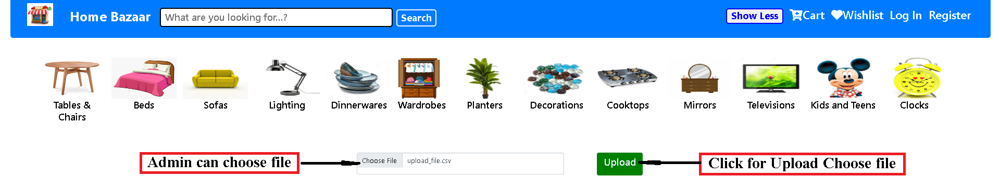 Home Bazaar
What are you looking for...?
Search
Show Less
Cart
Wishlist
Log In
Register
Tables &
Chairs
Beds
Sofas
Lighting
Dinnerwares
Wardrobes
Planters
Decorations
Cooktops
Mirrors
Televisions
Kids and Teens
Clocks
Admin can choose file
Choose File
upload_file.csv
Upload
Click for Upload Choose file